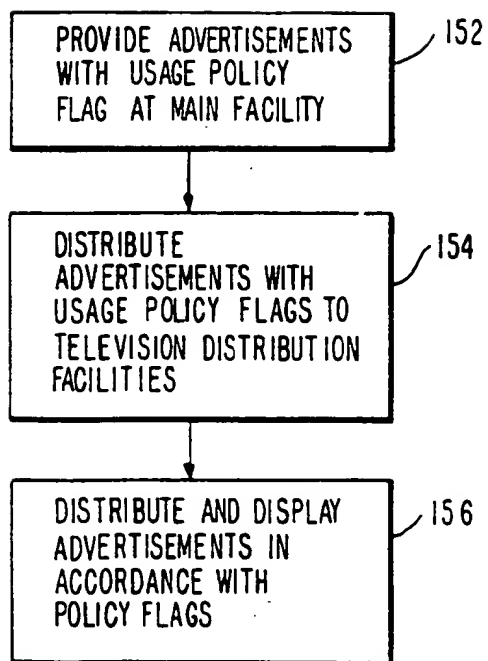 PROVIDE ADVERTISEMENTS
WITH USAGE POLICY
FLAG AT MAIN FACILITY
152
DISTRIBUTE
ADVERTISEMENTS WITH
USAGE POLICY FLAGS TO
TELEVISION DISTRIBUTION
FACILITIES
154
DISTRIBUTE AND DISPLAY
ADVERTISEMENTS IN
ACCORDANCE WITH
POLICY FLAGS
156